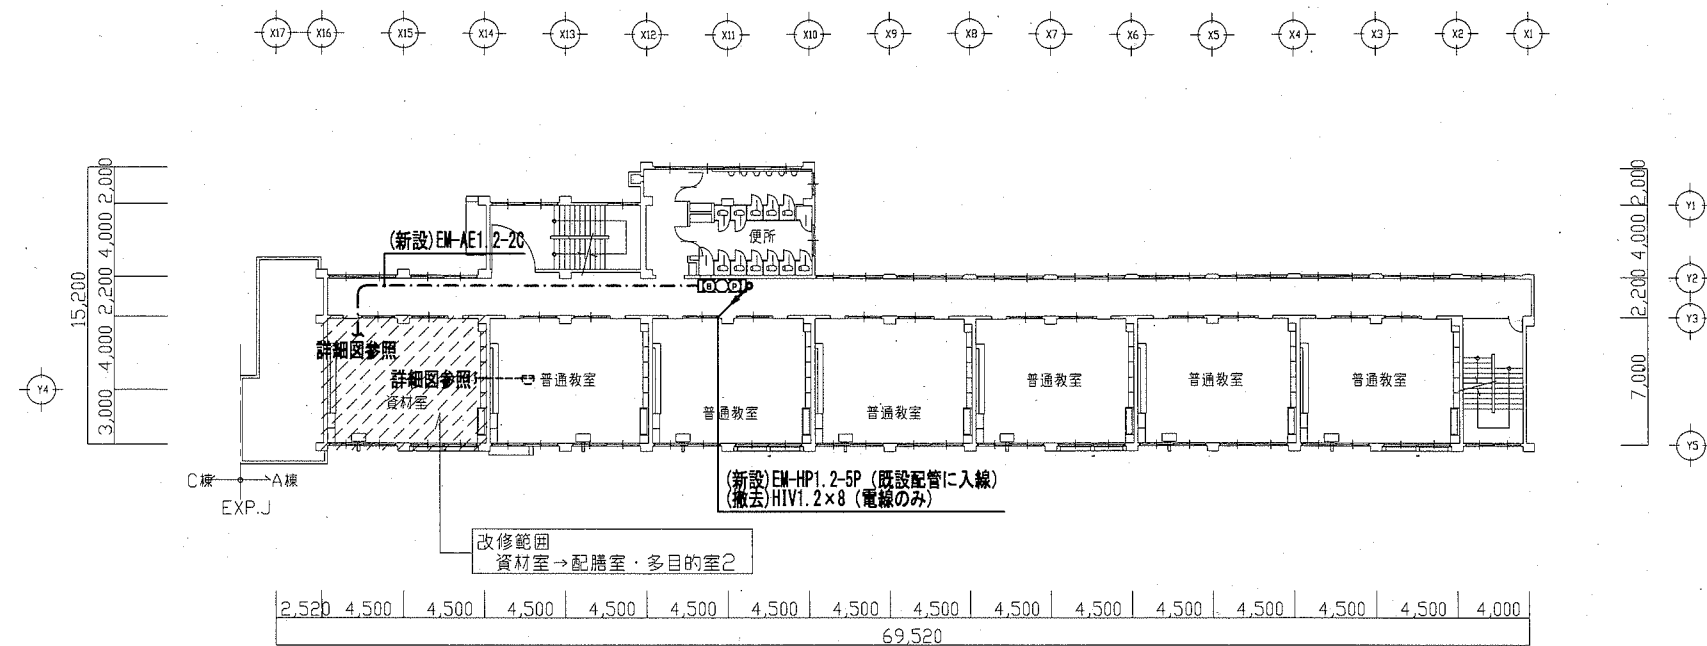 X17 X16 X15 X14 X13 X12 X11 X10 X9 X8 X7 X6 X5 X4 X3 X2 X1
2,000
4,000
2,200
4,000
3,000
15,200
Y4
2,000
4,000
2,200
7,000
Y1
Y2
Y3
Y5
(新設)EM-AE1.2-2C
便所
B P
詳細図参照
詳細図参照
資材室
普通教室
普通教室
普通教室
普通教室
普通教室
普通教室
(新設)EM-HP1.2-5P (既設配管に入線)
(撤去)HIV1.2×8 (電線のみ)
C棟 A棟
EXP.J
改修範囲
資材室→配膳室・多目的室2
2,520 4,500 4,500 4,500 4,500 4,500 4,500 4,500 4,500 4,500 4,500 4,500 4,500 4,500 4,500 4,000
69,520